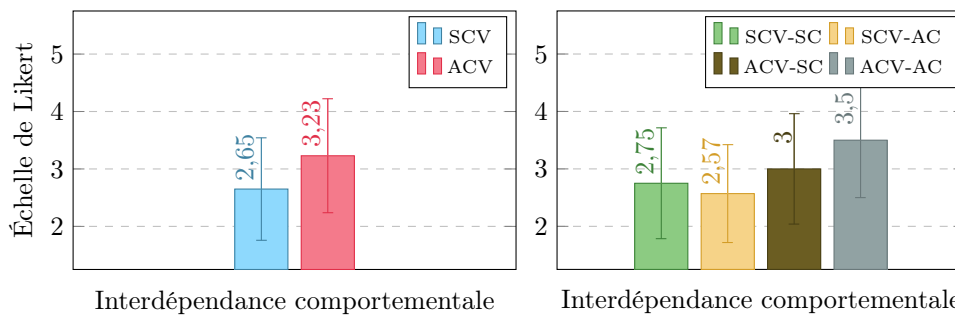 Échelle de Likert
5
4
3
2
SCV
ACV
2,65
3,23
Interdépendance comportementale
SCV-SC
SCV-AC
ACV-SC
ACV-AC
5
4
3
2
2,75
2,57
3
3,5
Interdépendance comportementale